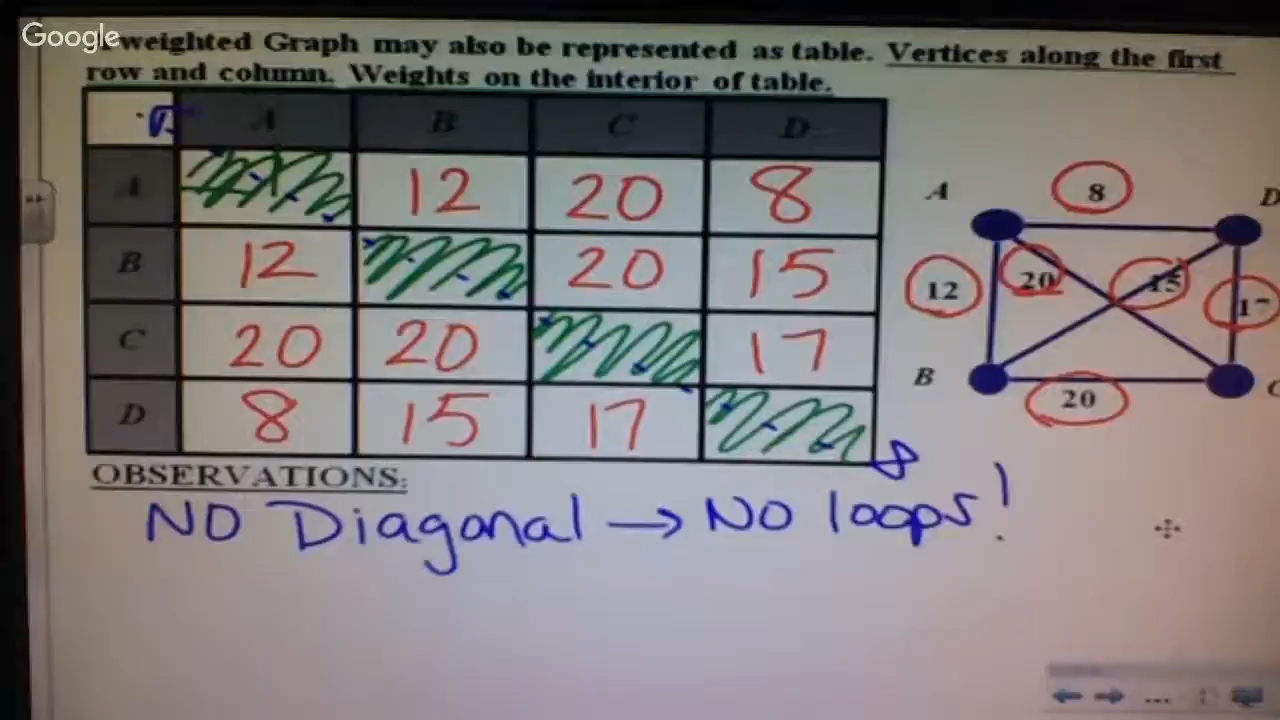 Google
weighted Graph may also be represented as table. Vertices along the first
row and column. Weights on the interior of table.
A B C D
A 12 20 8
B 12 20 15
C 20 20 17
D 8 15 17
8
A 8 D
12 20 15 17
B 20 C
OBSERVATIONS:
NO Diagonal → NO loops!
...